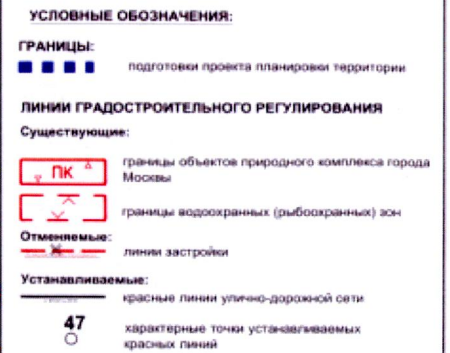 УСЛОВНЫЕ ОБОЗНАЧЕНИЯ:
ГРАНИЦЫ:
подготовки проекта планировки территории
ЛИНИИ ГРАДОСТРОИТЕЛЬНОГО РЕГУЛИРОВАНИЯ
Существующие:
ПК
границы объектов природного комплекса города
Москвы
границы водоохранных (рыбоохранных) зон
Отменяемые:
линии застройки
Устанавливаемые:
красные линии улично-дорожной сети
47
характерные точки устанавливаемых
красных линий